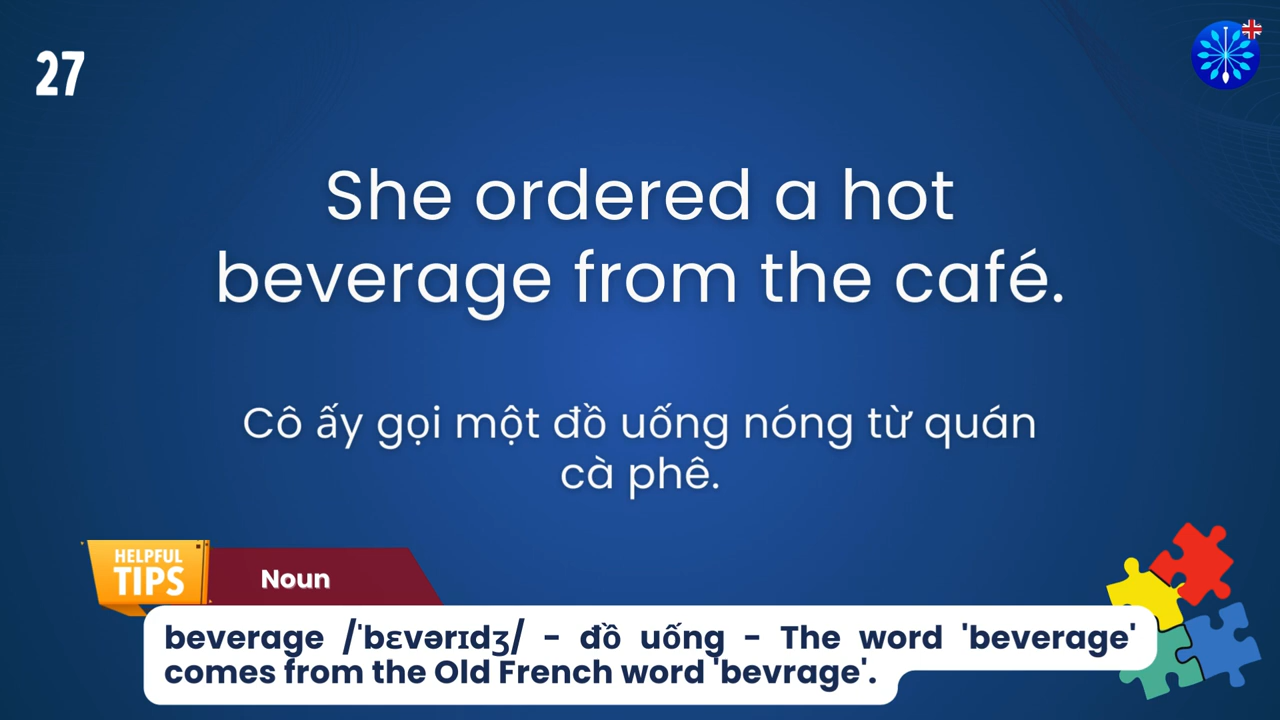 27
She ordered a hot
beverage from the café.
Cô ấy gọi một đồ uống nóng từ quán
cà phê.
HELPFUL
TIPS
Noun
beverage /ˈbɛvərɪdʒ/ - đồ uống - The word 'beverage'
comes from the Old French word 'bevrage'.